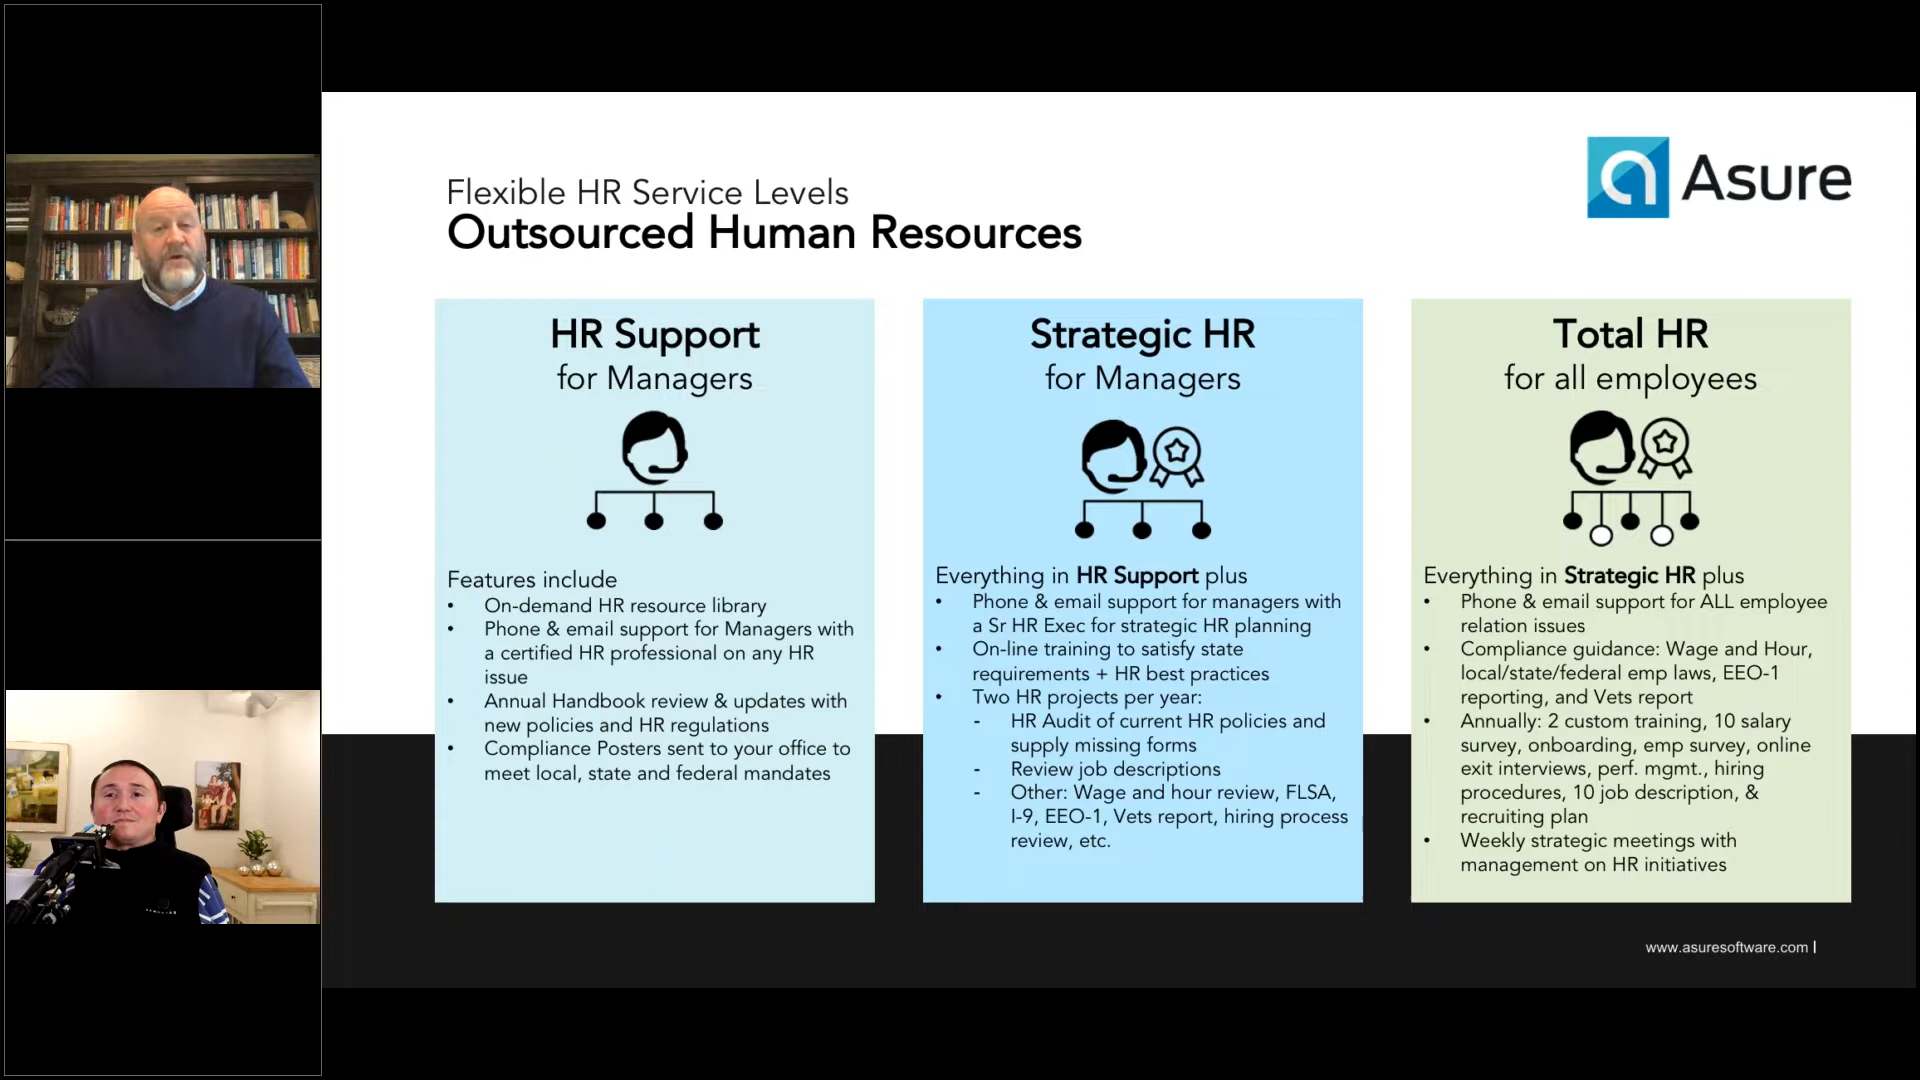 Asure
Flexible HR Service Levels
Outsourced Human Resources
HR Support
for Managers
Features include
• On-demand HR resource library
• Phone & email support for Managers with
a certified HR professional on any HR
issue
• Annual Handbook review & updates with
new policies and HR regulations
• Compliance Posters sent to your office to
meet local, state and federal mandates
Strategic HR
for Managers
Everything in HR Support plus
• Phone & email support for managers with
a Sr HR Exec for strategic HR planning
• On-line training to satisfy state
requirements + HR best practices
• Two HR projects per year:
- HR Audit of current HR policies and
supply missing forms
- Review job descriptions
- Other: Wage and hour review, FLSA,
I-9, EEO-1, Vets report, hiring process
review, etc.
Total HR
for all employees
Everything in Strategic HR plus
• Phone & email support for ALL employee
relation issues
• Compliance guidance: Wage and Hour,
local/state/federal emp laws, EEO-1
reporting, and Vets report
• Annually: 2 custom training, 10 salary
survey, onboarding, emp survey, online
exit interviews, perf. mgmt., hiring
procedures, 10 job description, &
recruiting plan
• Weekly strategic meetings with
management on HR initiatives
www.asuresoftware.com |